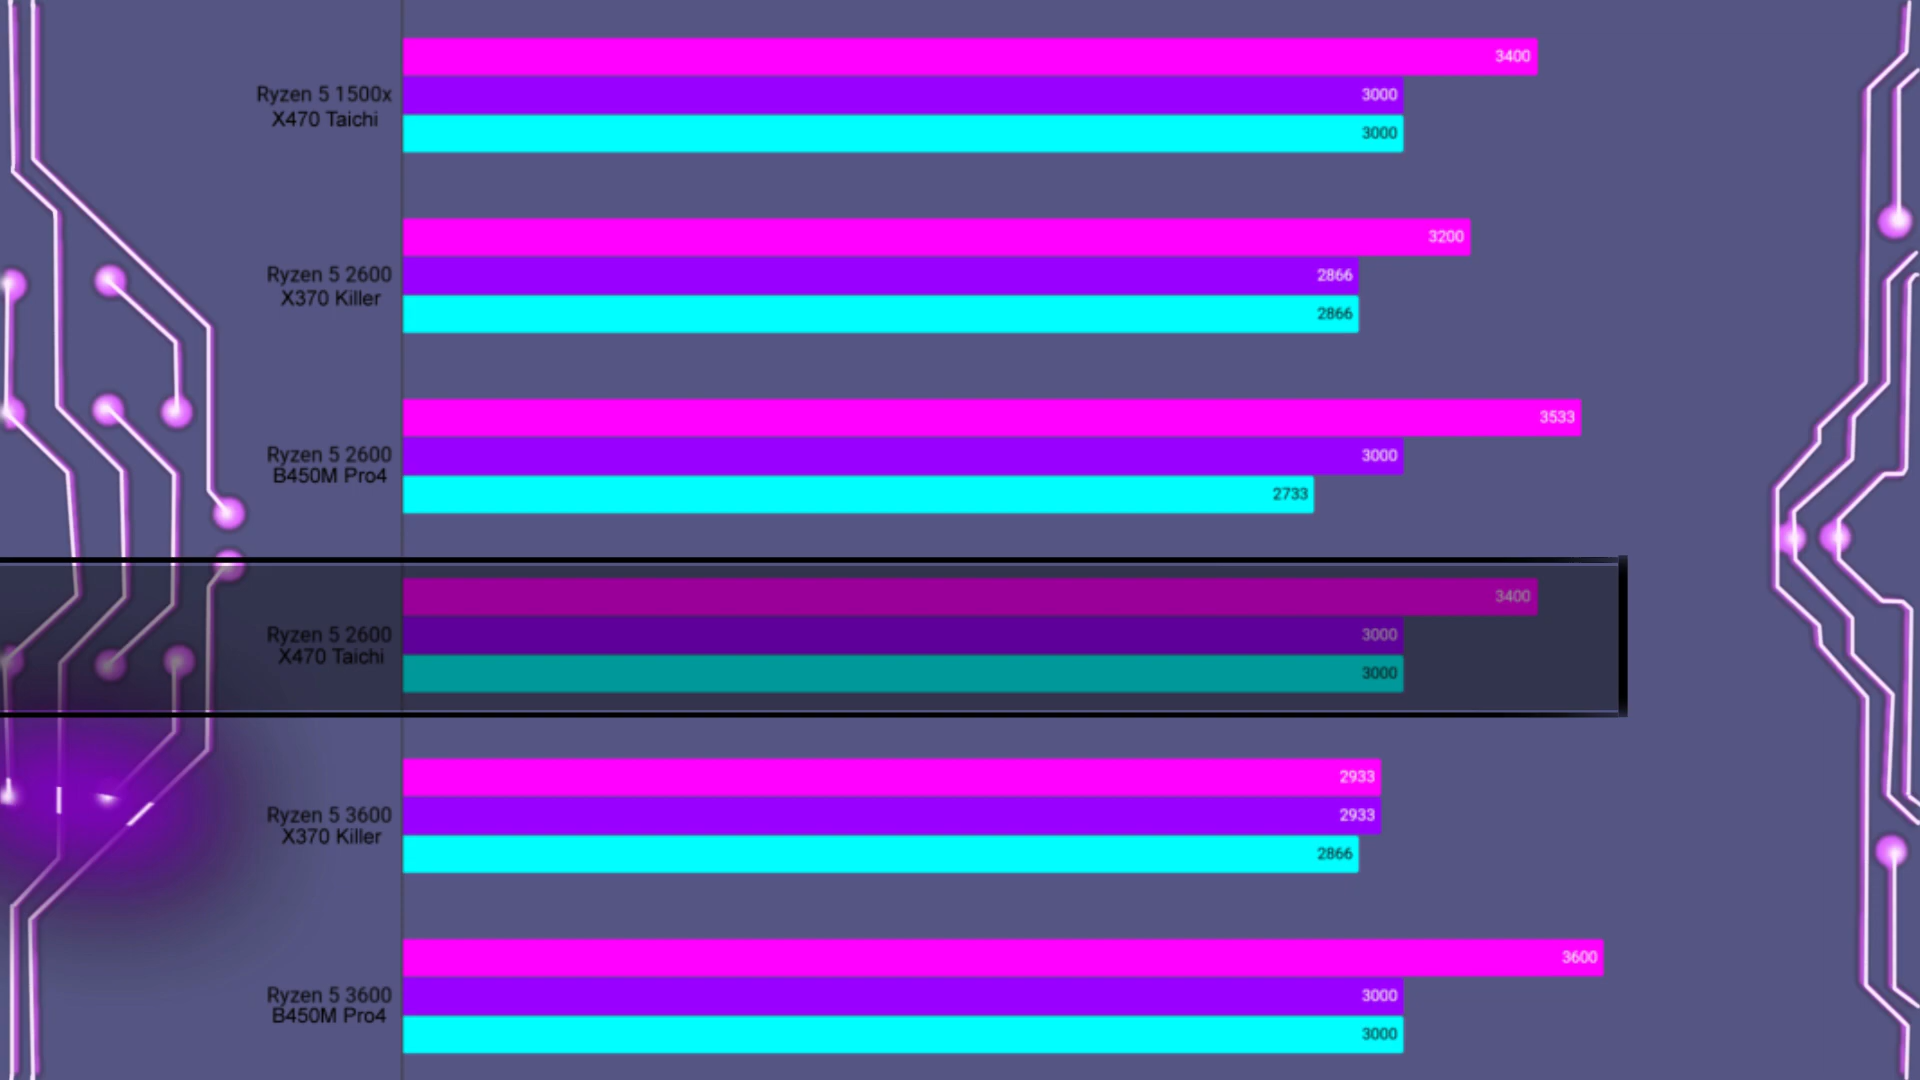 3400
Ryzen 5 1500x
X470 Taichi
3000
3000
3200
Ryzen 5 2600
X370 Killer
2866
2866
3533
Ryzen 5 2600
B450M Pro4
3000
2733
3400
Ryzen 5 2600
X470 Taichi
3000
3000
2933
Ryzen 5 3600
X370 Killer
2933
2866
3600
Ryzen 5 3600
B450M Pro4
3000
3000